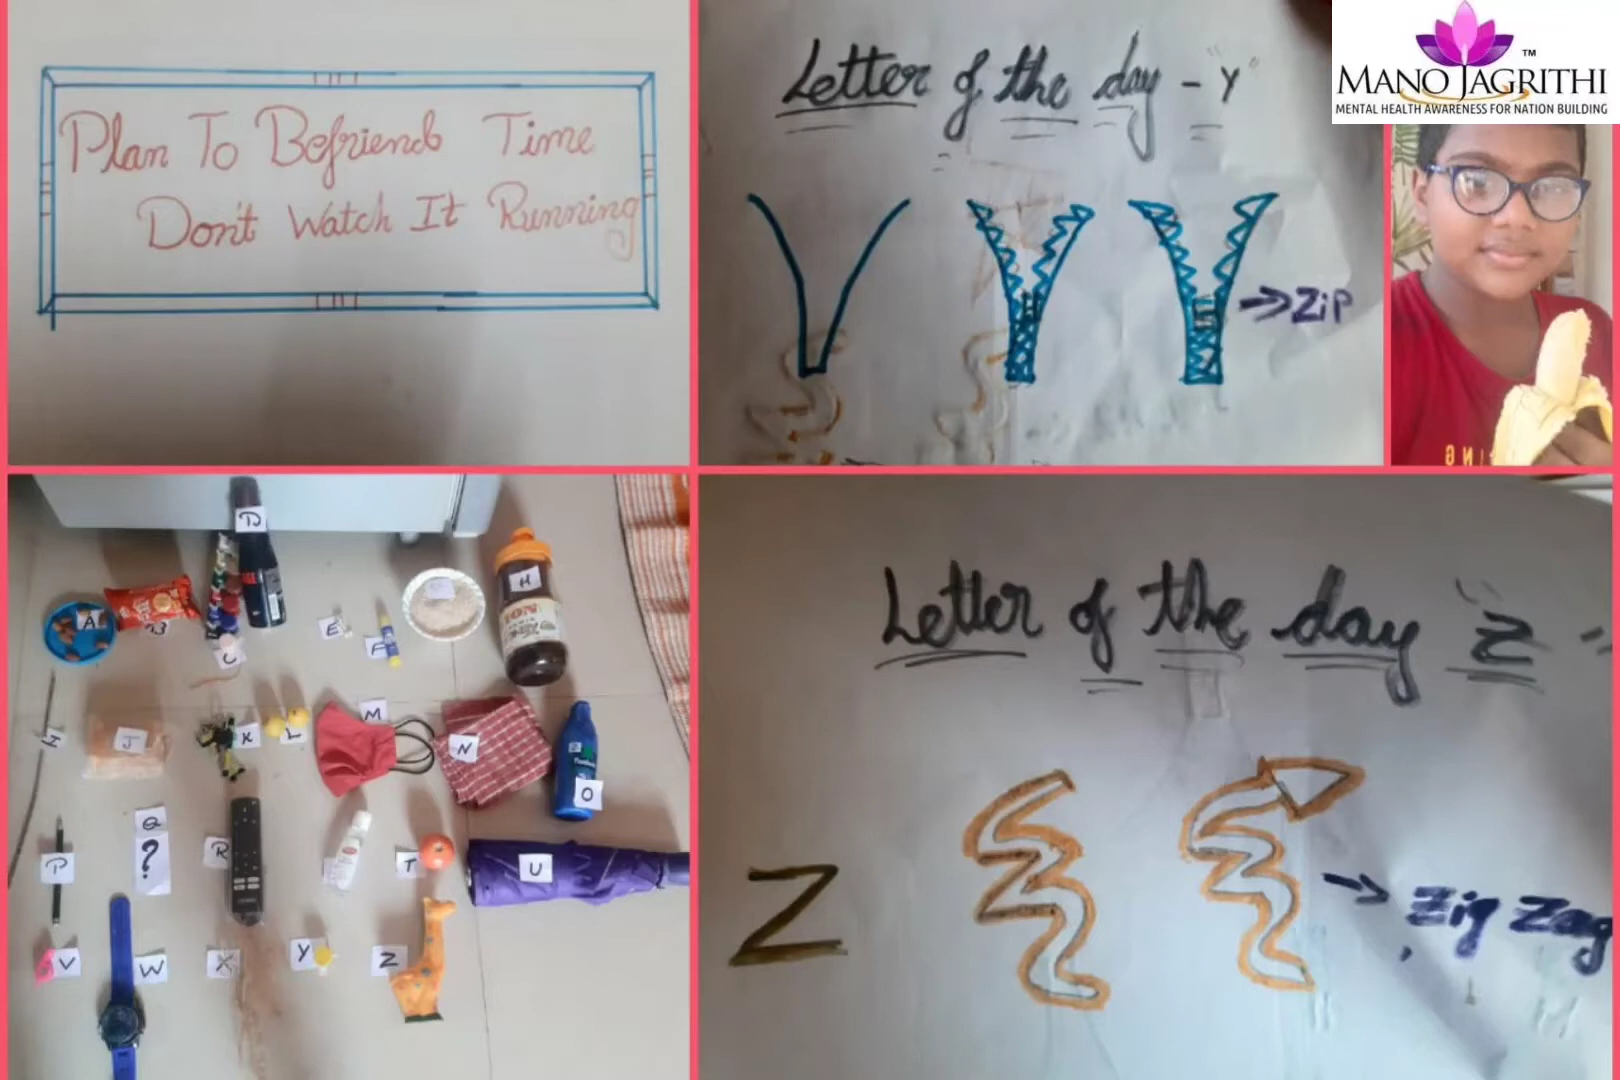 Plan To Befriend Time
Don't Watch It Running
Letter of the day - "Y"
→ Zip
TM
MANO JAGRITHI
MENTAL HEALTH AWARENESS FOR NATION BUILDING
D
A
B
C
E
F
H
I
J
K
L
M
N
O
P
Q
?
R
T
U
V
W
X
Y
Z
Letter of the day "Z"
Z
→ Zig Zag